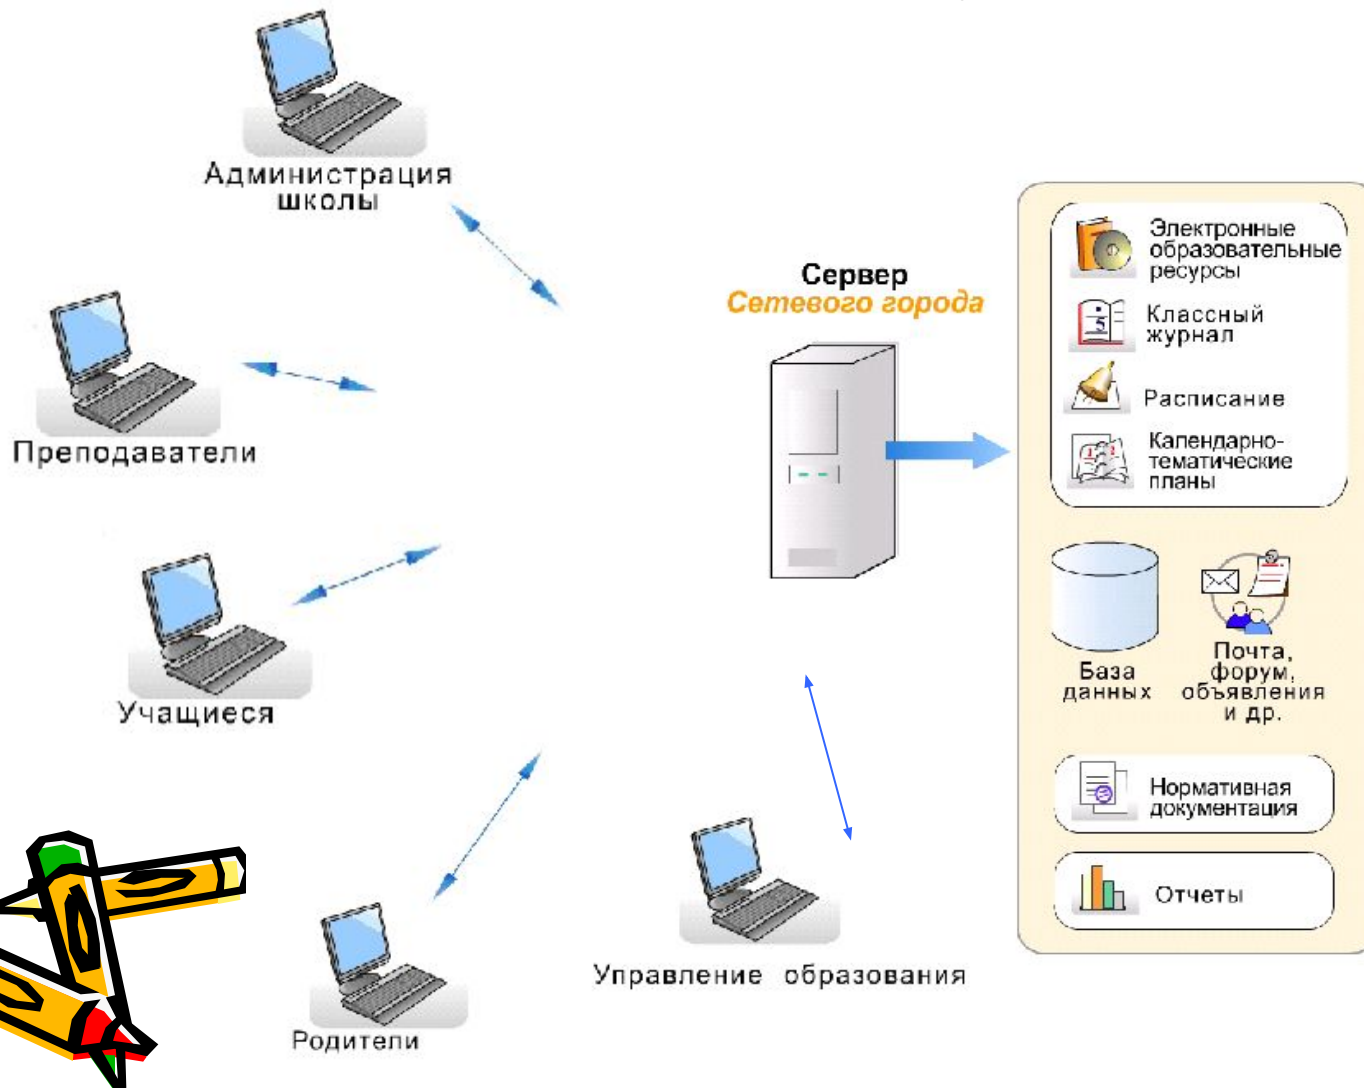 Администрация
школы
Преподаватели
Учащиеся
Родители
Управление образования
Сервер
Сетевого города
Электронные
образовательные
ресурсы
Классный
журнал
Расписание
Календарно-
тематические
планы
База
данных
Почта,
форум,
объявления
и др.
Нормативная
документация
Отчеты